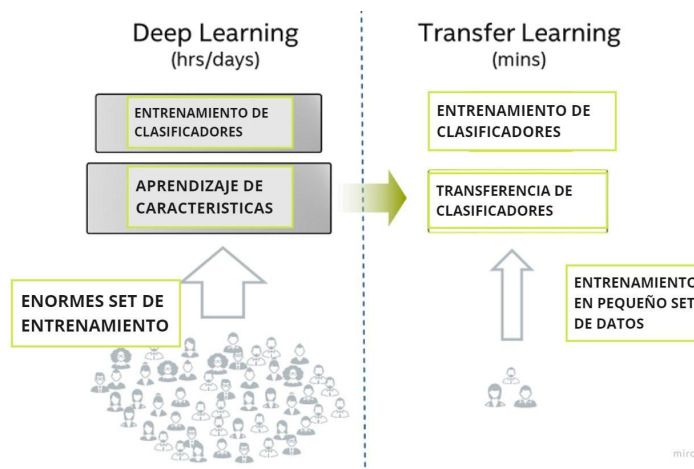 Deep Learning
(hrs/days)
ENTRENAMIENTO DE
CLASIFICADORES
APRENDIZAJE DE
CARACTERISTICAS
ENORMES SET DE
ENTRENAMIENTO
Transfer Learning
(mins)
ENTRENAMIENTO DE
CLASIFICADORES
TRANSFERENCIA DE
CLASIFICADORES
ENTRENAMIENTO
EN PEQUEÑO SET
DE DATOS
miro